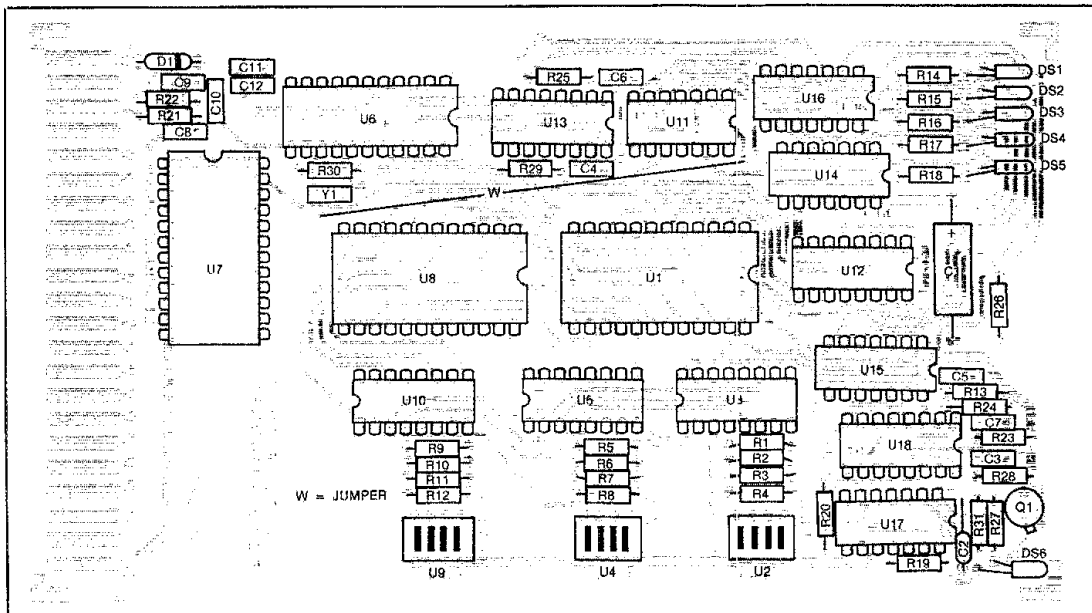 D1
C11
C9
C12
R22
C10
R21
C8
U6
R25
C6
U13
U11
U16
R14
DS1
R15
DS2
R16
DS3
R17
DS4
R18
DS5
R30
Y1
R29
C4
U14
W
U7
U8
U1
U12
+
R26
U15
C5
R13
R24
C7
R23
U10
U5
U3
U18
C3
R28
R9
R10
R11
R12
R5
R6
R7
R8
R1
R2
R3
R4
W = JUMPER
R20
U17
C2
R31
R27
Q1
R19
DS6
U9
U4
U2